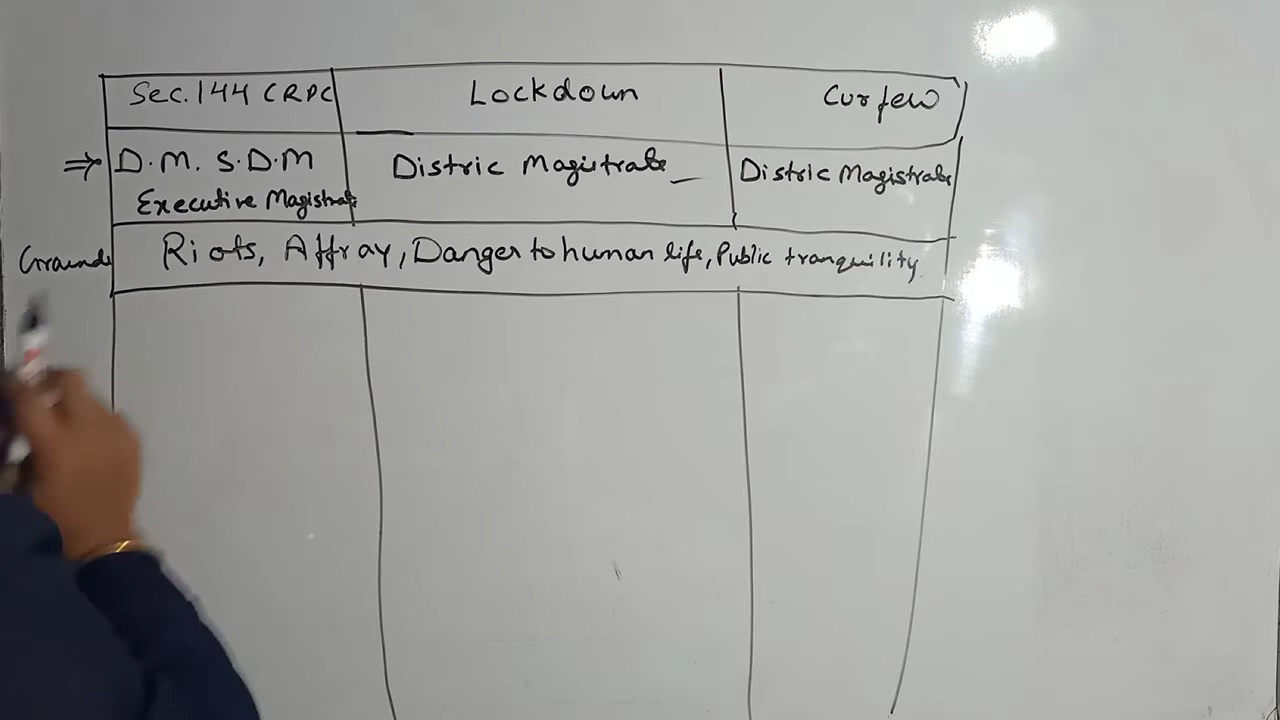 Sec. 144 CRPC Lockdown Curfew
⇒ D.M. S.D.M Distric Magistrate Distric Magistrate
Executive Magistrate
Grounds Riots, Affray, Danger to human life, Public tranquility.